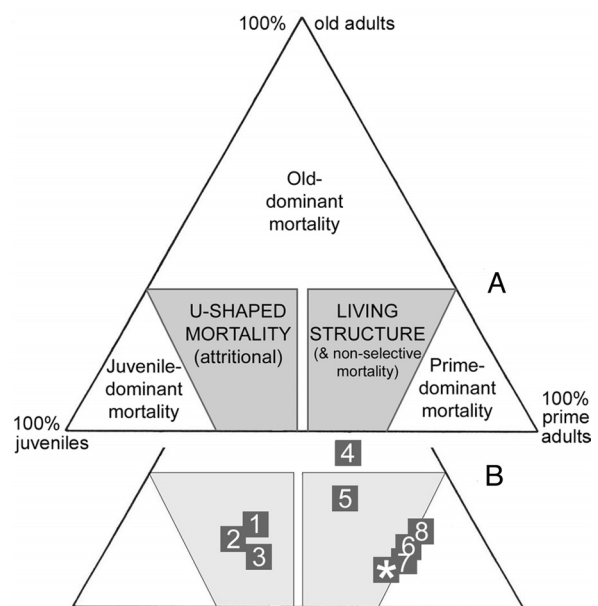 100% old adults
Old-
dominant
mortality
A
U-SHAPED
MORTALITY
(attritional)
LIVING
STRUCTURE
(& non-selective
mortality)
Juvenile-
dominant
mortality
Prime-
dominant
mortality
100%
juveniles
100%
prime
adults
B
4
5
1
2
3
8
6
7
*